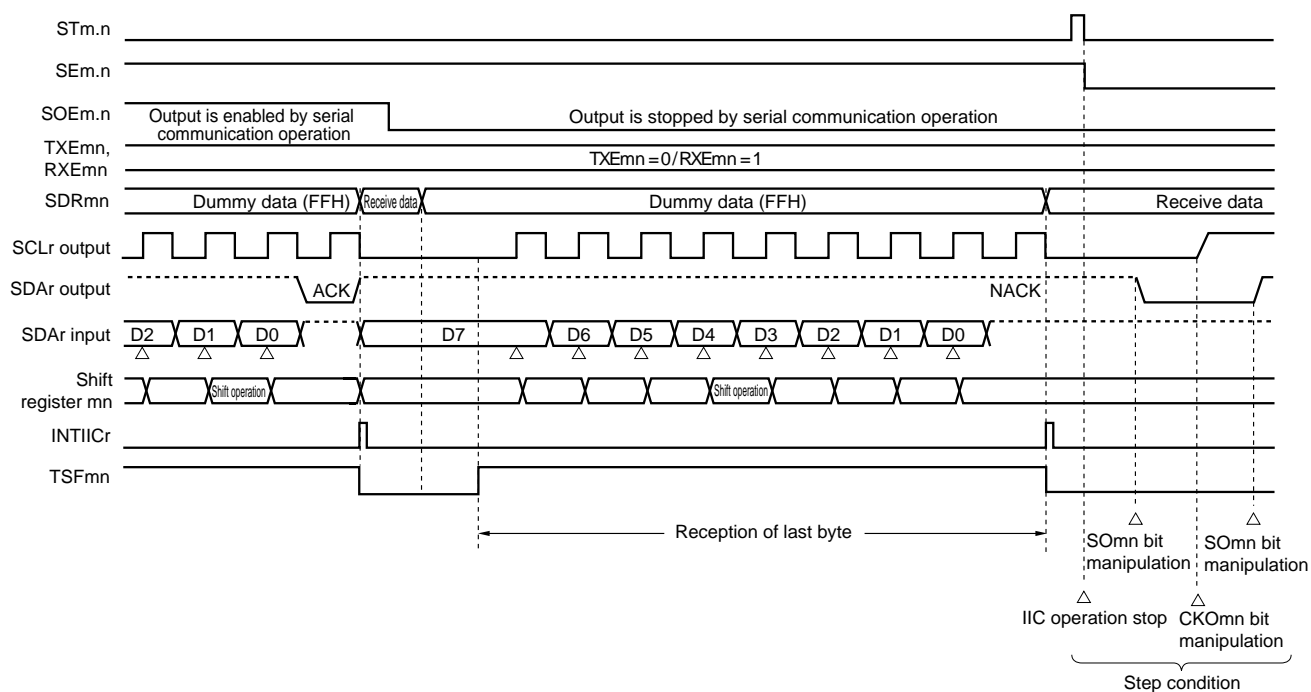 STm.n
SEm.n
SOEm.n
Output is enabled by serial
communication operation
Output is stopped by serial communication operation
TXEmn,
RXEmn
TXEmn = 0 / RXEmn = 1
SDRmn
Dummy data (FFH)
Receive data
Dummy data (FFH)
Receive data
SCLr output
SDAr output
ACK
NACK
SDAr input
D2
D1
D0
D7
D6
D5
D4
D3
D2
D1
D0
Shift
register mn
Shift operation
Shift operation
INTIICr
TSFmn
Reception of last byte
SOmn bit
manipulation
SOmn bit
manipulation
IIC operation stop
CKOmn bit
manipulation
Step condition